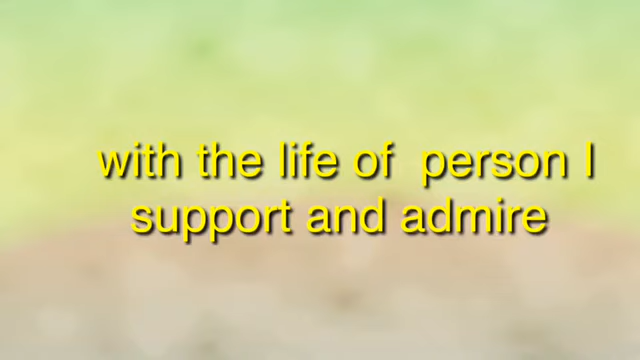 with the life of  person I
support and admire